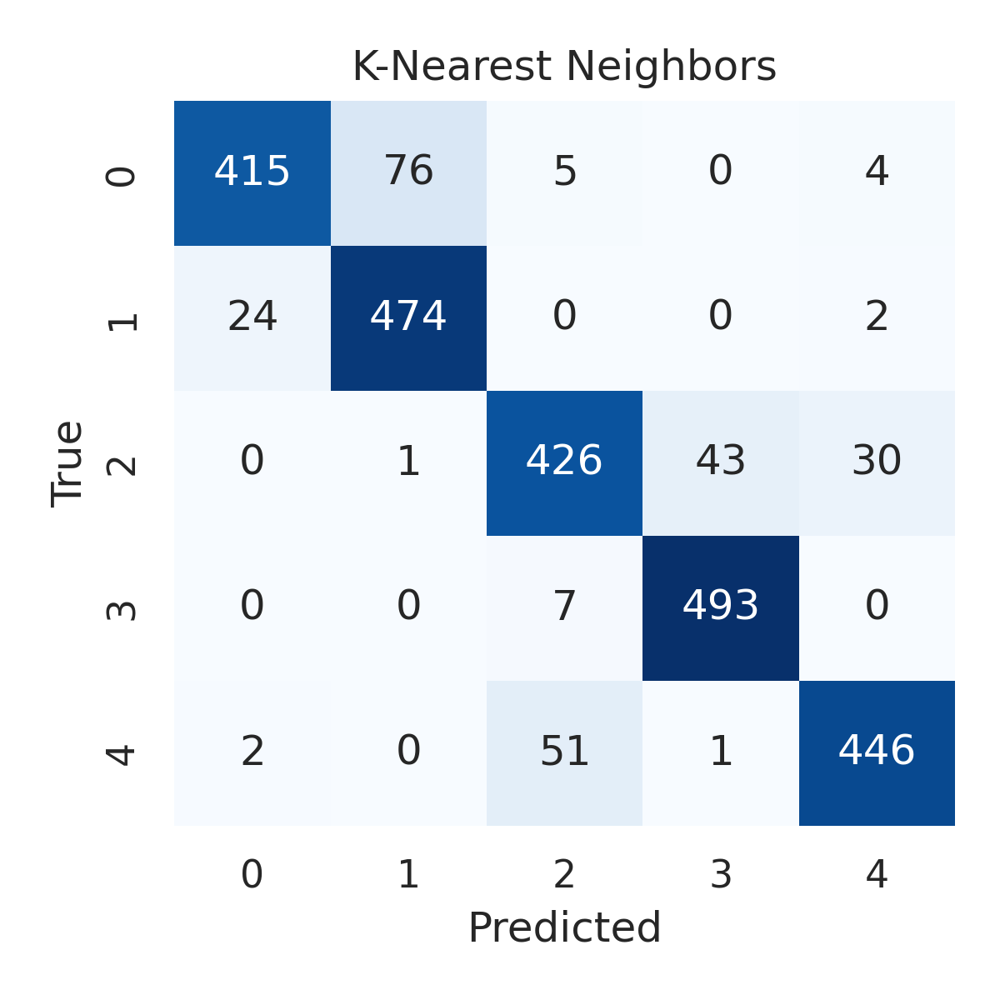 K-Nearest Neighbors
0 415 76 5 0 4
1 24 474 0 0 2
2 0 1 426 43 30
3 0 0 7 493 0
4 2 0 51 1 446
True
0 1 2 3 4
Predicted